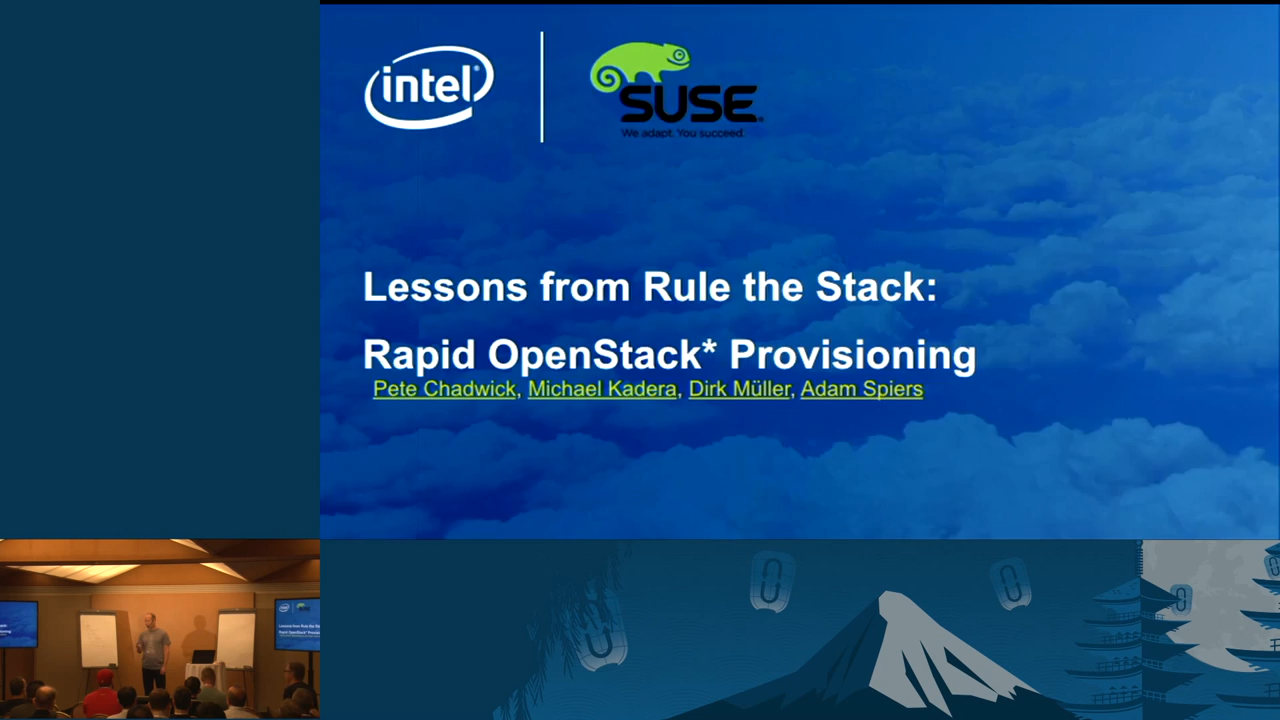 intel®
SUSE®
We adapt. You succeed.
Lessons from Rule the Stack:
Rapid OpenStack* Provisioning
Pete Chadwick, Michael Kadera, Dirk Müller, Adam Spiers